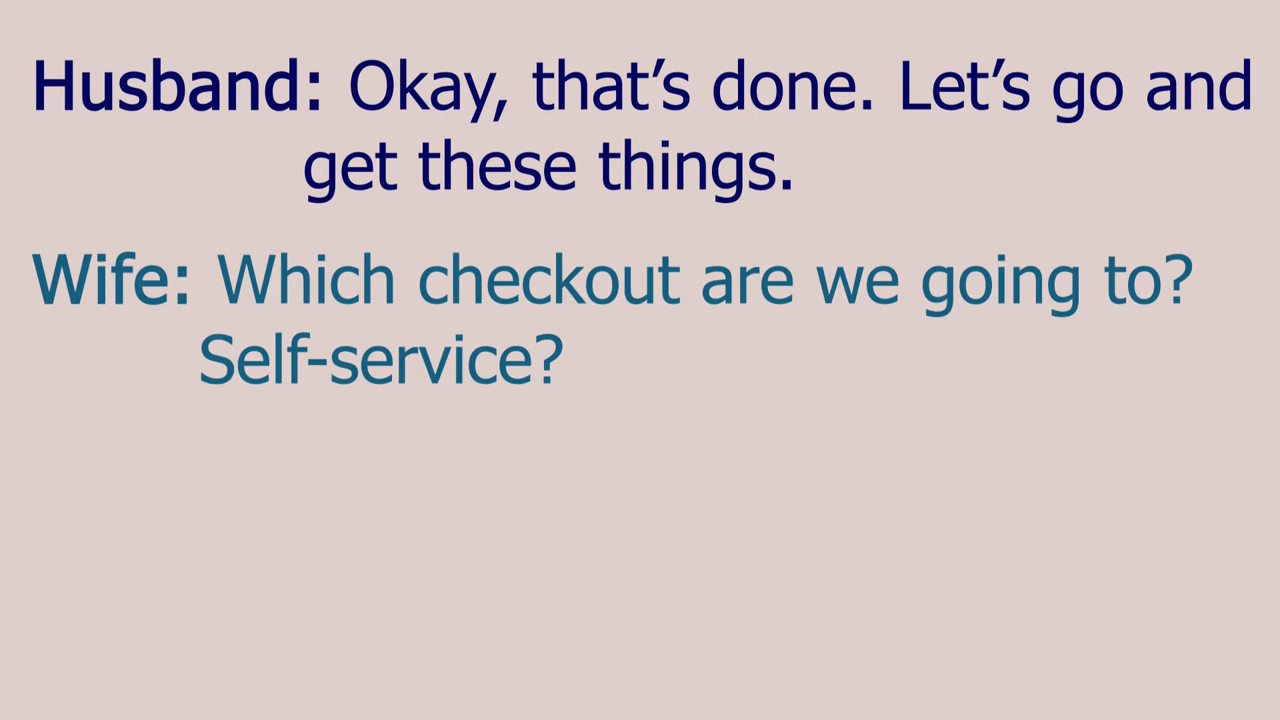 Husband: Okay, that’s done. Let’s go and
get these things.
Wife: Which checkout are we going to?
Self-service?